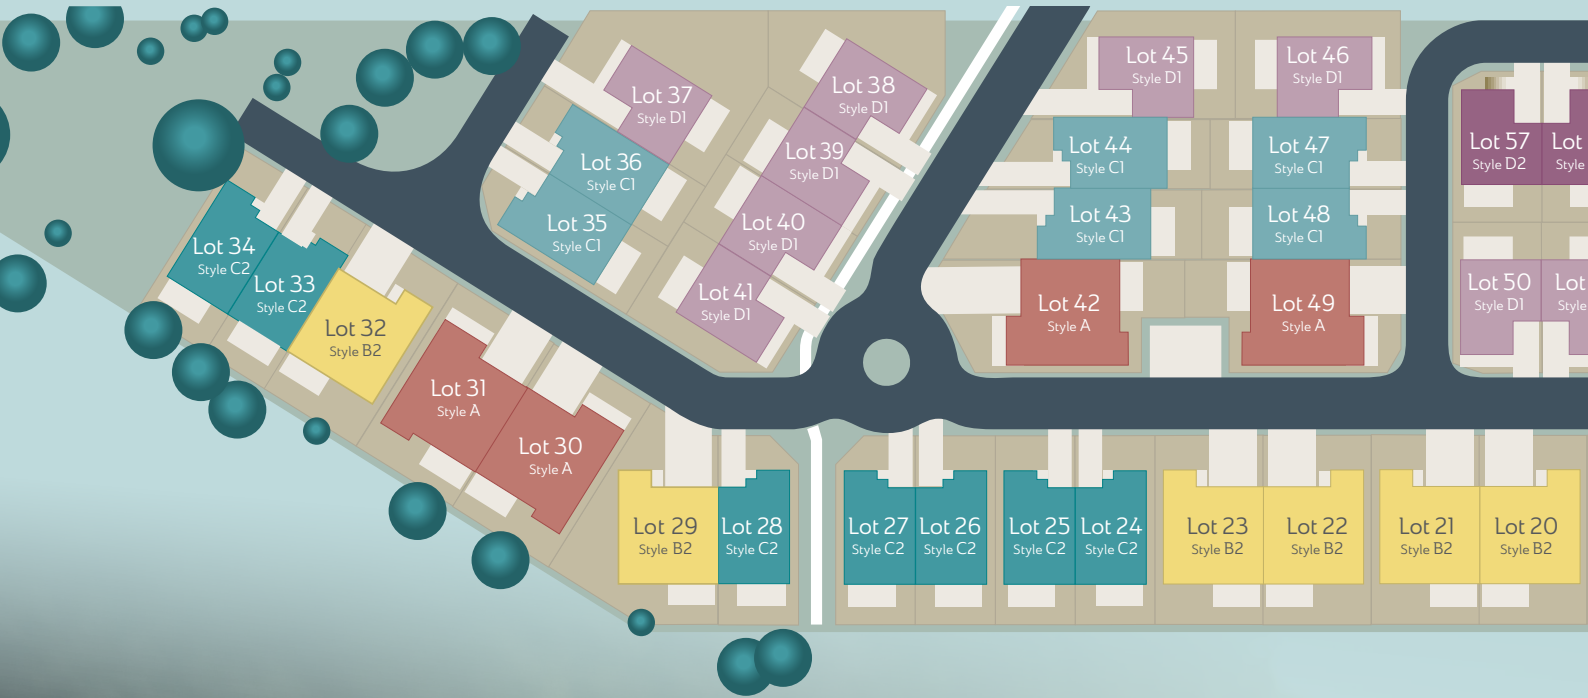 Lot 45
Style D1
Lot 46
Style D1
Lot 37
Style D1
Lot 38
Style D1
Lot 44
Style C1
Lot 47
Style C1
Lot 57
Style D2
Lot
Style
Lot 36
Style C1
Lot 39
Style D1
Lot 35
Style C1
Lot 40
Style D1
Lot 43
Style C1
Lot 48
Style C1
Lot 34
Style C2
Lot 33
Style C2
Lot 41
Style D1
Lot 42
Style A
Lot 49
Style A
Lot 50
Style D1
Lot
Style
Lot 32
Style B2
Lot 31
Style A
Lot 30
Style A
Lot 29
Style B2
Lot 28
Style C2
Lot 27
Style C2
Lot 26
Style C2
Lot 25
Style C2
Lot 24
Style C2
Lot 23
Style B2
Lot 22
Style B2
Lot 21
Style B2
Lot 20
Style B2